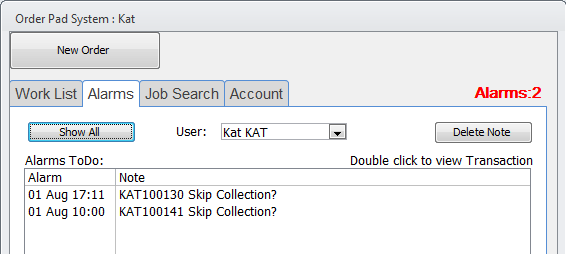 Order Pad System : Kat
New Order
Work List Alarms Job Search Account Alarms:2
Show All User: Kat KAT Delete Note
Alarms ToDo: Double click to view Transaction
Alarm Note
01 Aug 17:11 KAT100130 Skip Collection?
01 Aug 10:00 KAT100141 Skip Collection?